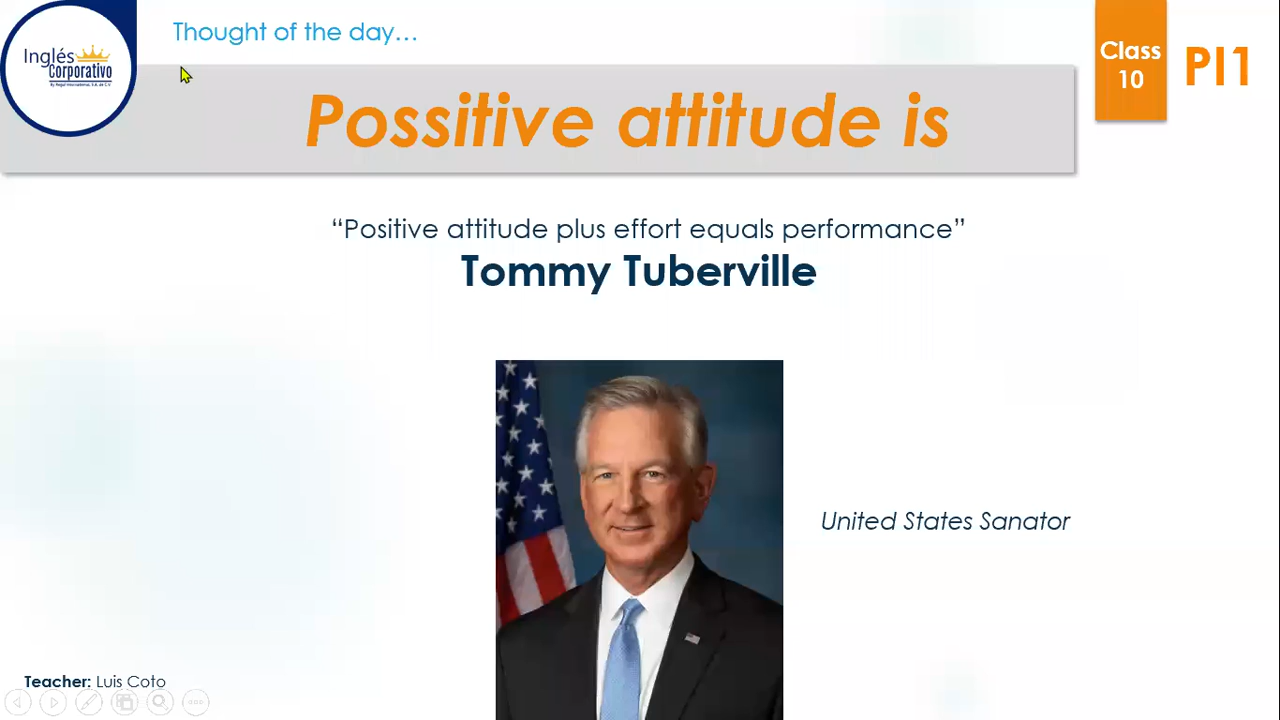 Thought of the day...
Inglés
Corporativo
Class
10
PI1
Possitive attitude is
“Positive attitude plus effort equals performance”
Tommy Tuberville
United States Sanator
Teacher: Luis Coto